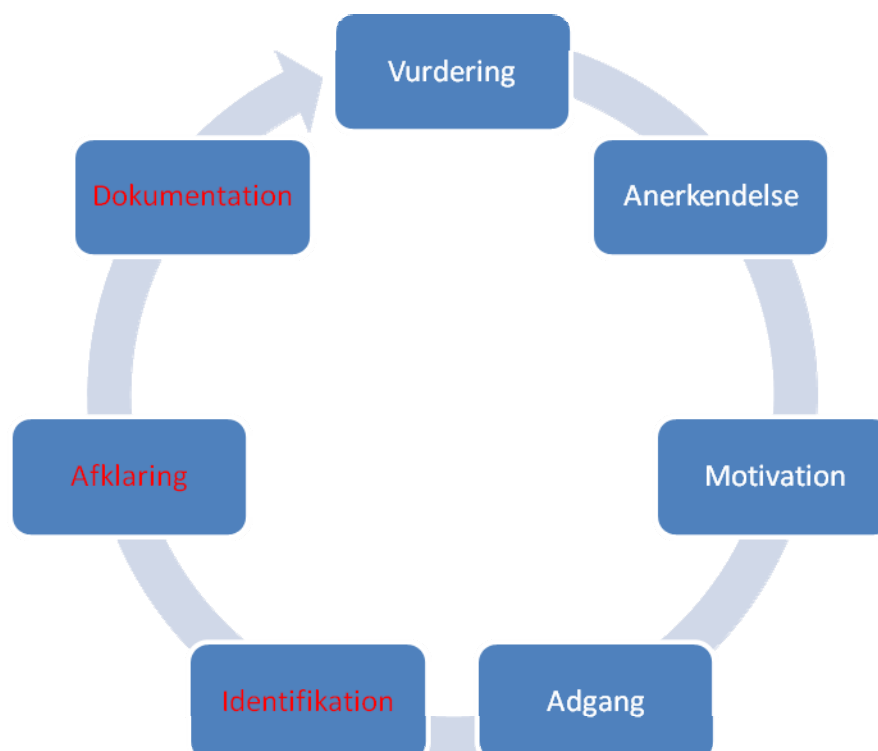 Vurdering
Anerkendelse
Motivation
Adgang
Identifikation
Afklaring
Dokumentation